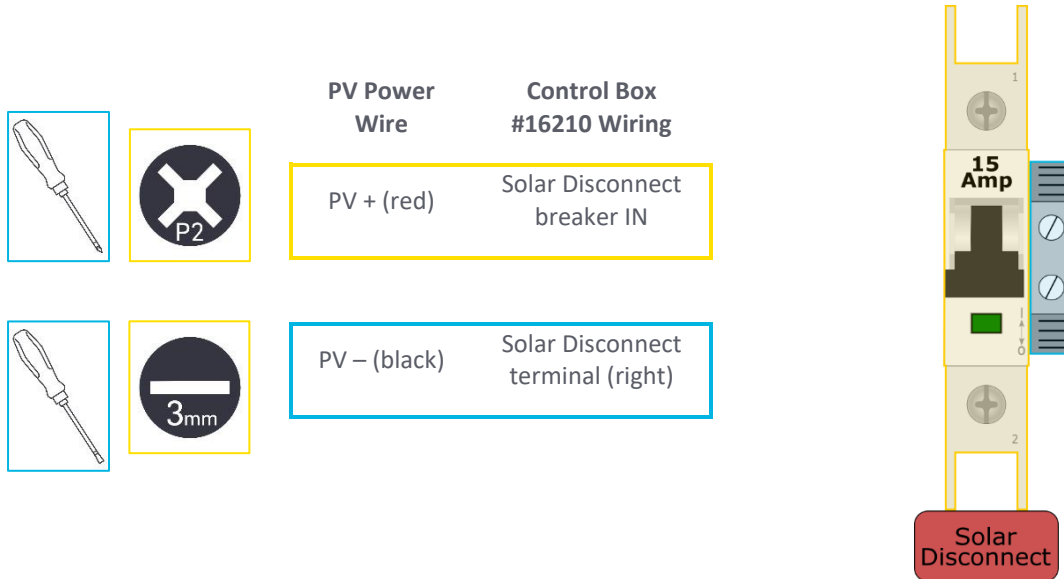 PV Power
Wire
Control Box
#16210 Wiring
P2
PV + (red)
Solar Disconnect
breaker IN
3mm
PV – (black)
Solar Disconnect
terminal (right)
1
15
Amp
I
O
2
Solar
Disconnect